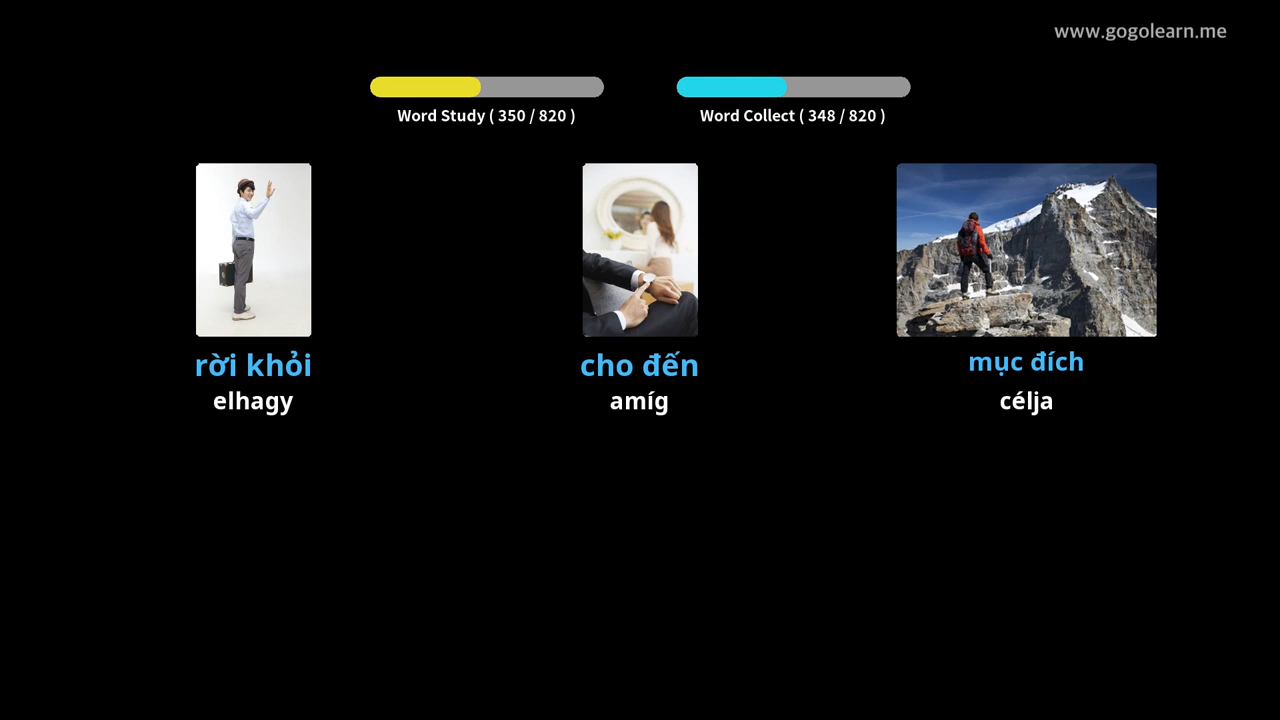 www.gogolearn.me
Word Study ( 350 / 820 )
Word Collect ( 348 / 820 )
rời khỏi
elhagy
cho đến
amíg
mục đích
célja